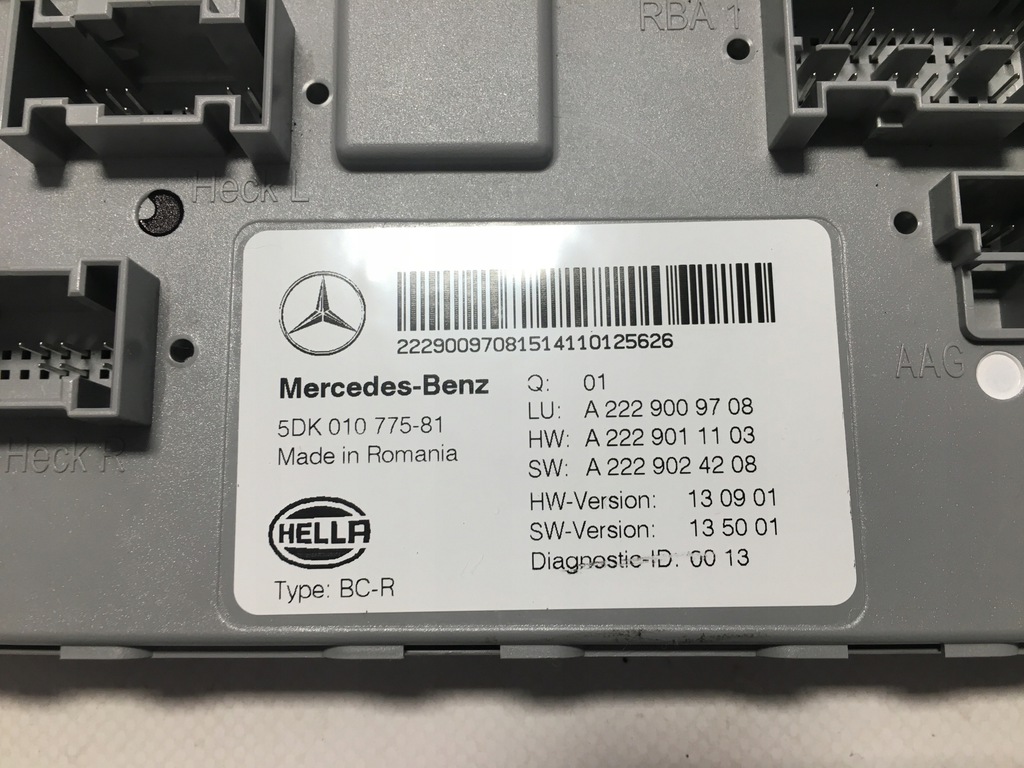 RBA 1
Heck L
22290097081514110125626
Mercedes-Benz
5DK 010 775-81
Made in Romania
HELLA
Type: BC-R
Q: 01
LU: A 222 900 97 08
HW: A 222 901 11 03
SW: A 222 902 42 08
HW-Version: 13 09 01
SW-Version: 13 50 01
Diagnostic-ID: 00 13
AAG
Heck R